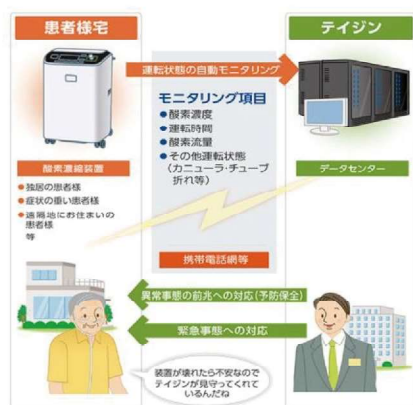 患者様宅
テイジン
運転状態の自動モニタリング
モニタリング項目
●酸素濃度
●運転時間
●酸素流量
●その他運転状態
(カニューラ・チューブ
折れ等)
酸素濃縮装置
●独居の患者様
●症状の重い患者様
●遠隔地にお住まいの
患者様
等
データセンター
携帯電話網等
異常事態の前兆への対応(予防保全)
緊急事態への対応
装置が壊れたら不安なので
テイジンが見守ってくれて
いるんだね